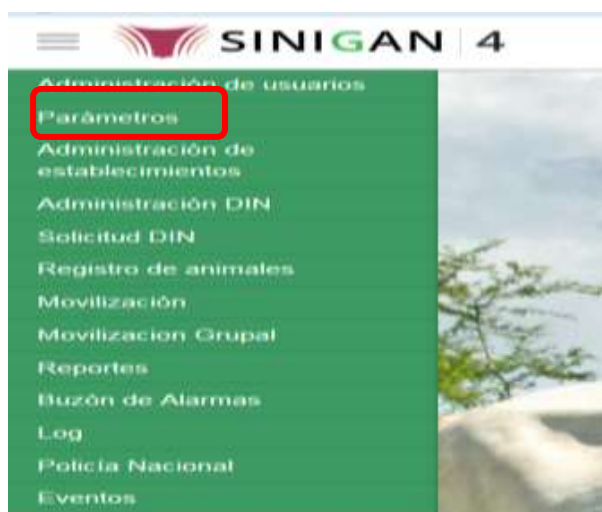 SINIGAN 4
Administración de usuarios
Parámetros
Administración de
establecimientos
Administración DIN
Solicitud DIN
Registro de animales
Movilización
Movilizacion Grupal
Reportes
Buzón de Alarmas
Log
Policía Nacional
Eventos